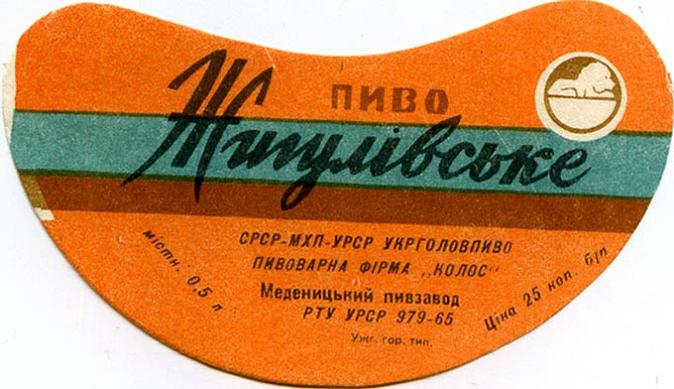 ПИВО
Жигулівське
СРСР-МХП-УРСР УКРГОЛОВПИВО
ПИВОВАРНА ФІРМА „КОЛОС"
Меденицький пивзавод
РТУ УРСР 979-65
містн. 0,5 л
Ціна 25 коп. б/п
Ужг. гор. тип.